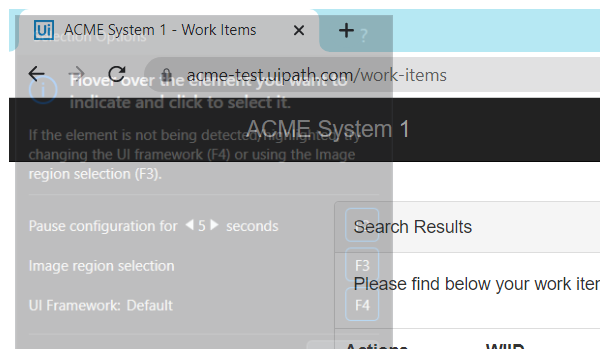 ACME System 1 - Work Items
Selection Options
?
acme-test.uipath.com/work-items
Hover over the element you want to
indicate and click to select it.
ACME System 1
If the element is not being detected/highlighted, try
changing the UI framework (F4) or using the Image
region selection (F3).
Pause configuration for 5 seconds
Search Results
Image region selection
F3
Please find below your work iter
UI Framework: Default
F4
Actions
WIID